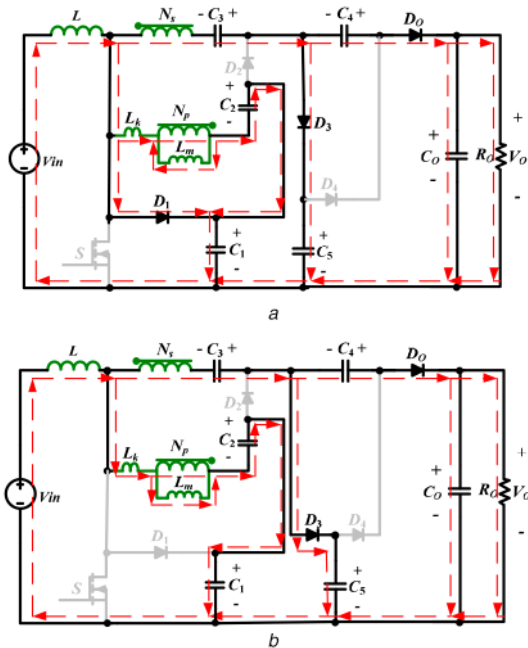 L Ns - C3 + - C4 + DO
D2
+ C2 -
Lk Np
Lm
D3
Vin
+ CO - RO + VO -
D1
D4
S
+ C1 -
+ C5 -
a
L Ns - C3 + - C4 + DO
D2
+ C2 -
Lk Np
Lm
Vin
+ CO - RO + VO -
D1
D3 D4
S
+ C1 -
+ C5 -
b